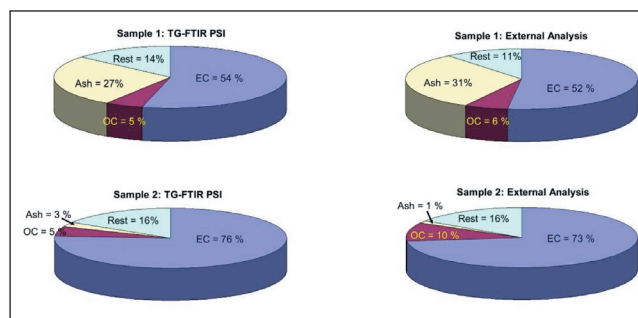 Sample 1: TG-FTIR PSI
Rest = 14%
Ash = 27%
EC = 54 %
OC = 5 %
Sample 1: External Analysis
Rest = 11%
Ash = 31%
EC = 52 %
OC = 6 %
Sample 2: TG-FTIR PSI
Ash = 3 %
Rest = 16%
OC = 5 %
EC = 76 %
Sample 2: External Analysis
Ash = 1 %
Rest = 16%
OC = 10 %
EC = 73 %